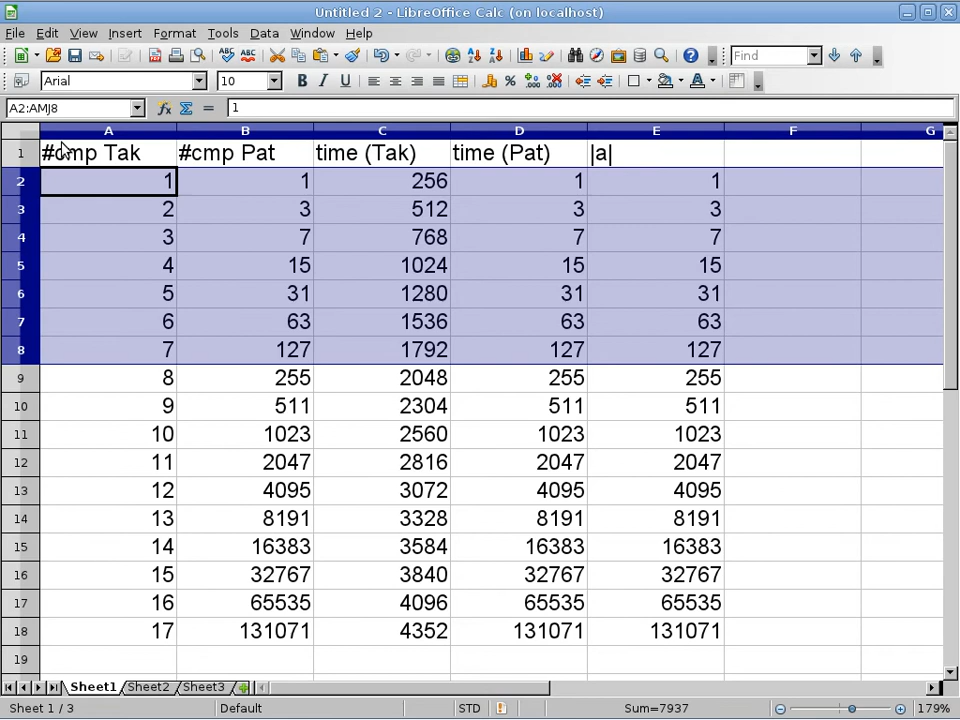 Untitled 2 - LibreOffice Calc (on localhost)
File Edit View Insert Format Tools Data Window Help
Find
Arial 10
A2:AMJ8 1
A B C D E F G
1 #cmp Tak #cmp Pat time (Tak) time (Pat) |a|
2 1 1 256 1 1
3 2 3 512 3 3
4 3 7 768 7 7
5 4 15 1024 15 15
6 5 31 1280 31 31
7 6 63 1536 63 63
8 7 127 1792 127 127
9 8 255 2048 255 255
10 9 511 2304 511 511
11 10 1023 2560 1023 1023
12 11 2047 2816 2047 2047
13 12 4095 3072 4095 4095
14 13 8191 3328 8191 8191
15 14 16383 3584 16383 16383
16 15 32767 3840 32767 32767
17 16 65535 4096 65535 65535
18 17 131071 4352 131071 131071
19
Sheet1 Sheet2 Sheet3
Sheet 1 / 3 Default STD Sum=7937 179%